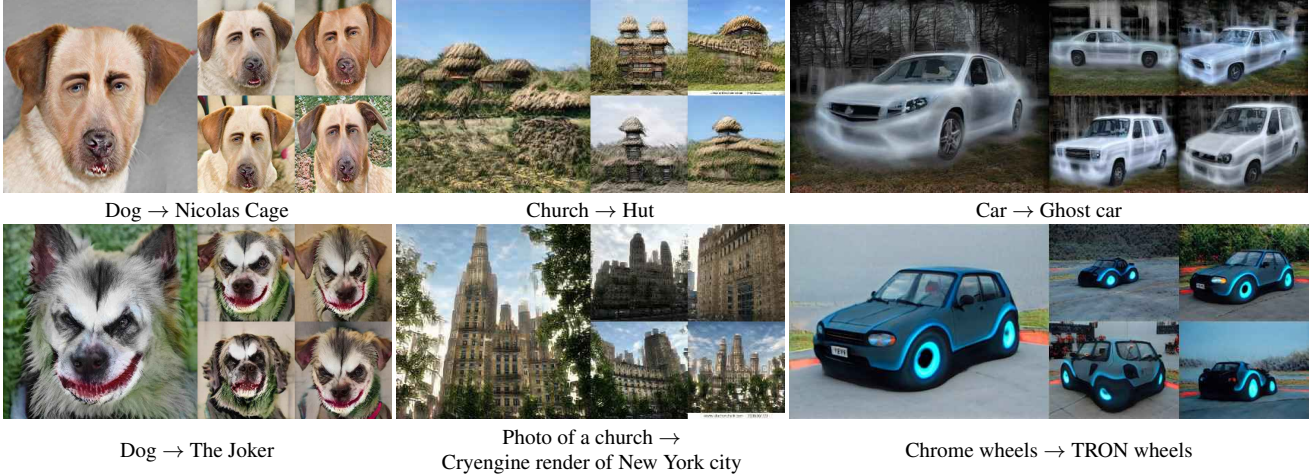 Dog → Nicolas Cage
Church → Hut
Car → Ghost car
Dog → The Joker
Photo of a church →
Cryengine render of New York city
Chrome wheels → TRON wheels